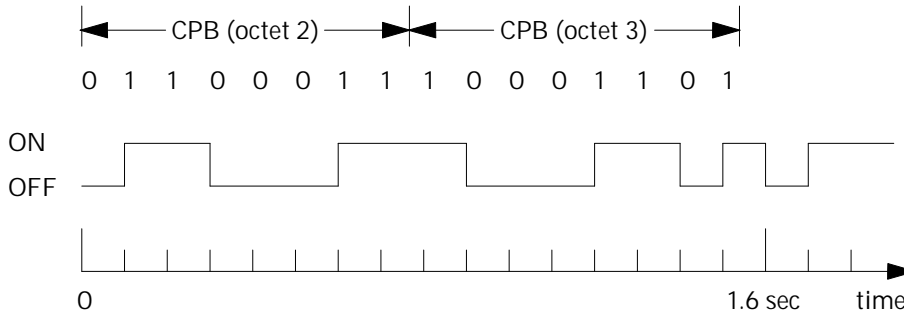 CPB (octet 2) CPB (octet 3)
0 1 1 0 0 0 1 1 1 0 0 0 1 1 0 1
ON
OFF
0 1.6 sec time